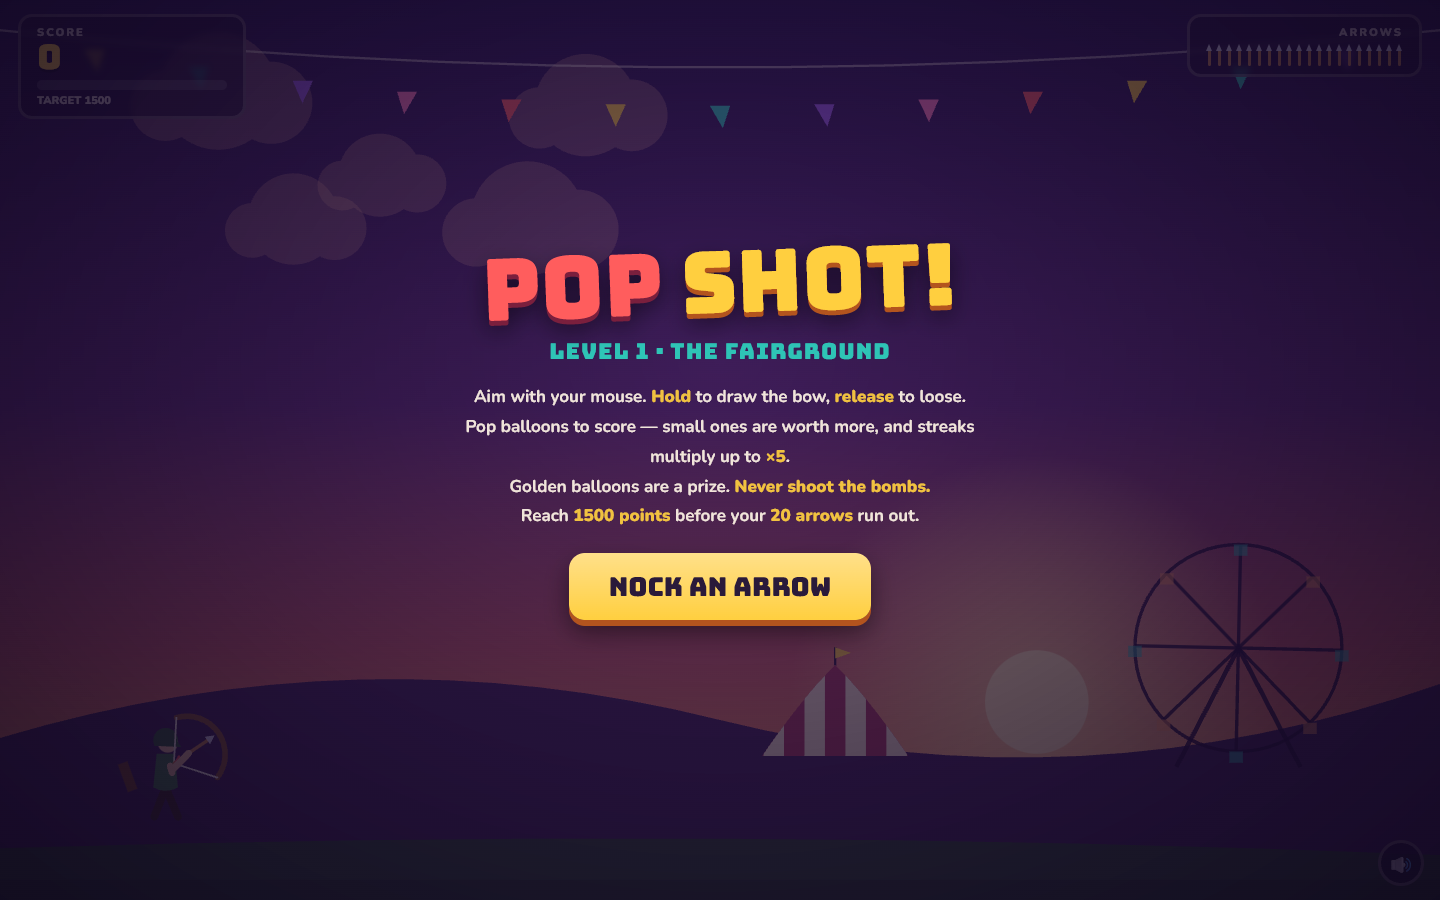 SCORE
0
TARGET 1500
ARROWS
POP SHOT!
LEVEL 1 • THE FAIRGROUND
Aim with your mouse. Hold to draw the bow, release to loose.
Pop balloons to score — small ones are worth more, and streaks
multiply up to ×5.
Golden balloons are a prize. Never shoot the bombs.
Reach 1500 points before your 20 arrows run out.
NOCK AN ARROW